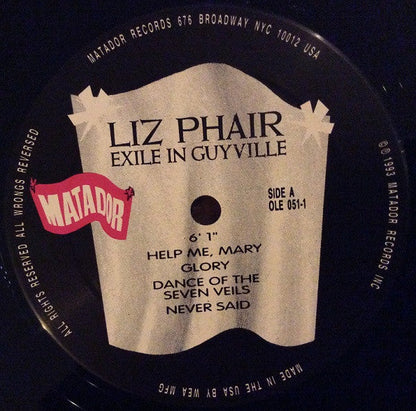 MATADOR RECORDS 676 BROADWAY NYC 10012 USA
LIZ PHAIR
EXILE IN GUYVILLE
MATADOR
SIDE A
OLE 051-1
6' 1"
HELP ME, MARY
GLORY
DANCE OF THE
SEVEN VEILS
NEVER SAID
℗ © 1993 MATADOR RECORDS INC
MADE IN THE USA BY WEA MFG
ALL RIGHTS RESERVED ALL WRONGS REVERSED